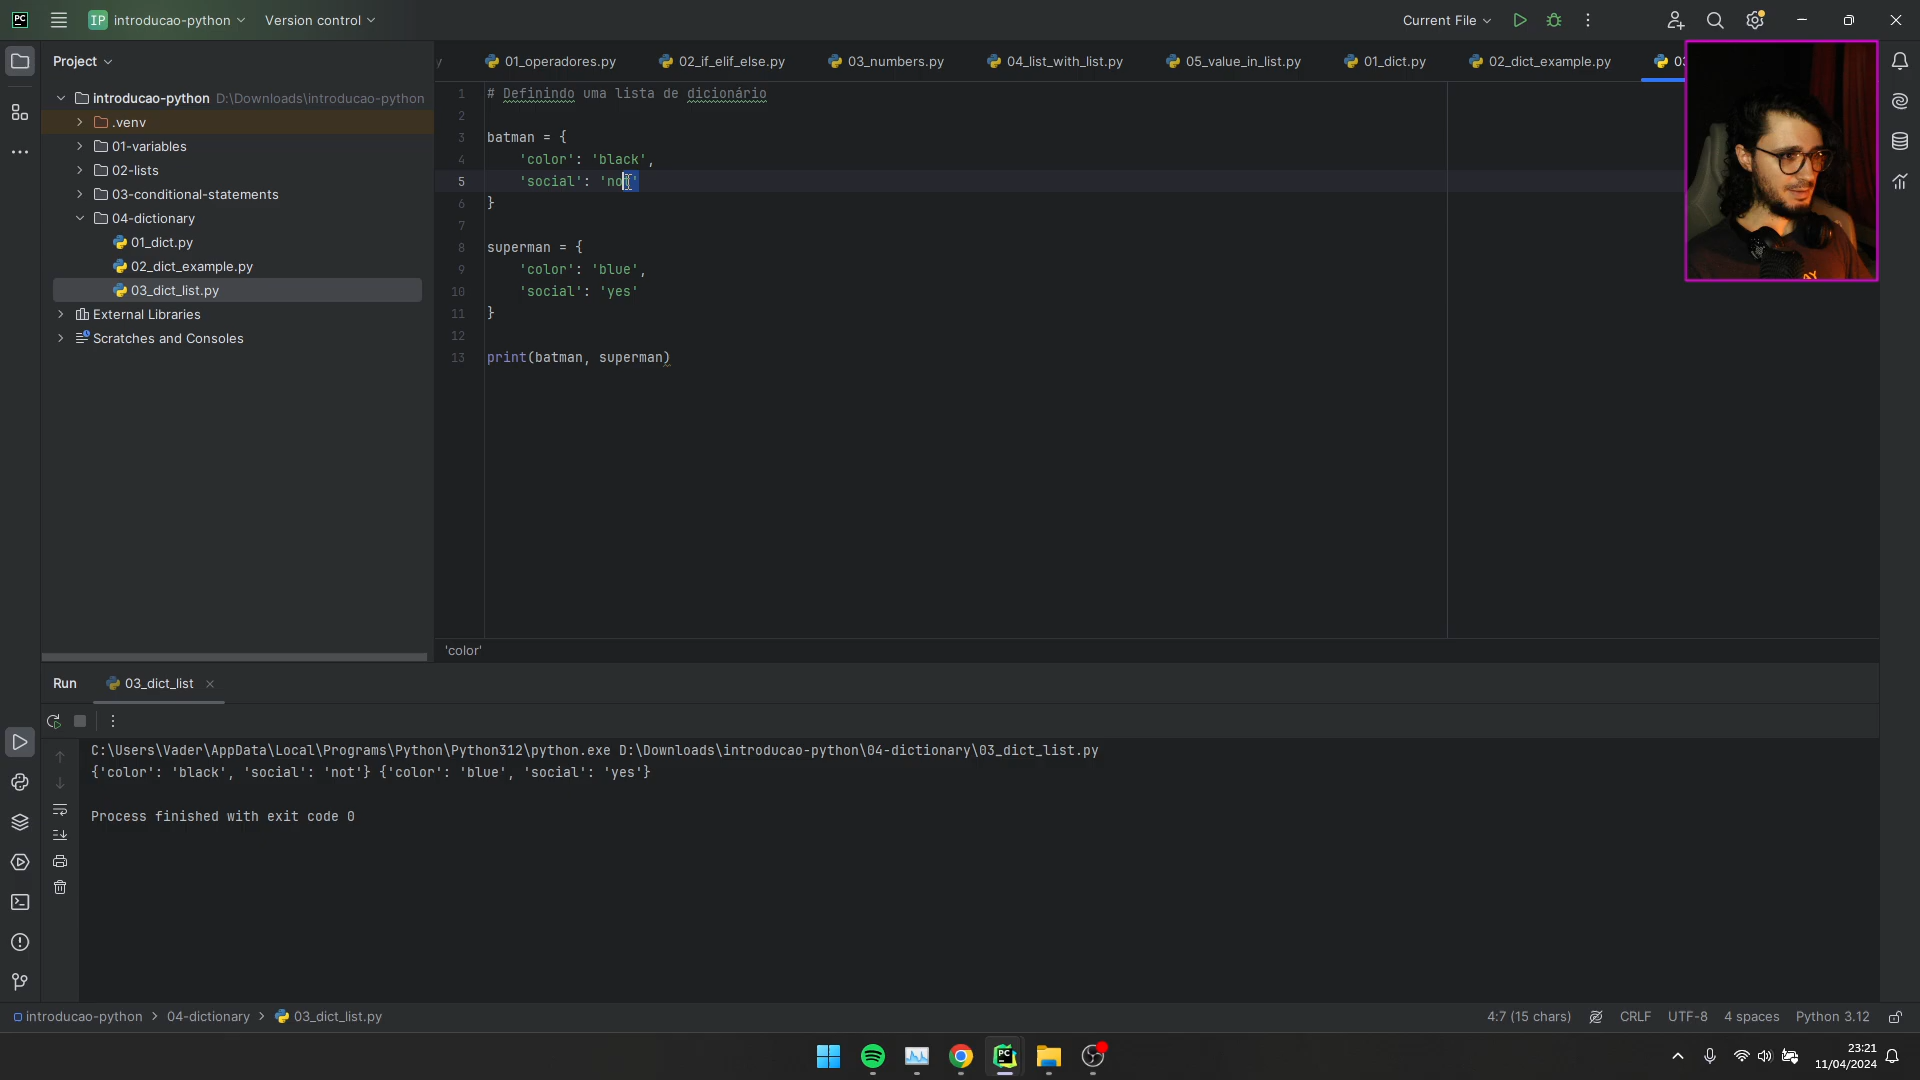 PC
IP introducao-python Version control Current File
Project
01_operadores.py 02_if_elif_else.py 03_numbers.py 04_list_with_list.py 05_value_in_list.py 01_dict.py 02_dict_example.py
introducao-python D:\Downloads\introducao-python
.venv
01-variables
02-lists
03-conditional-statements
04-dictionary
01_dict.py
02_dict_example.py
03_dict_list.py
External Libraries
Scratches and Consoles
1 # Definindo uma lista de dicionário
2
3 batman = {
4 'color': 'black',
5 'social': 'not'
6 }
7
8 superman = {
9 'color': 'blue',
10 'social': 'yes'
11 }
12
13 print(batman, superman)
'color'
Run 03_dict_list
C:\Users\Vader\AppData\Local\Programs\Python\Python312\python.exe D:\Downloads\introducao-python\04-dictionary\03_dict_list.py
{'color': 'black', 'social': 'not'} {'color': 'blue', 'social': 'yes'}
Process finished with exit code 0
introducao-python > 04-dictionary > 03_dict_list.py 4:7 (15 chars) CRLF UTF-8 4 spaces Python 3.12
PC
23:21
11/04/2024